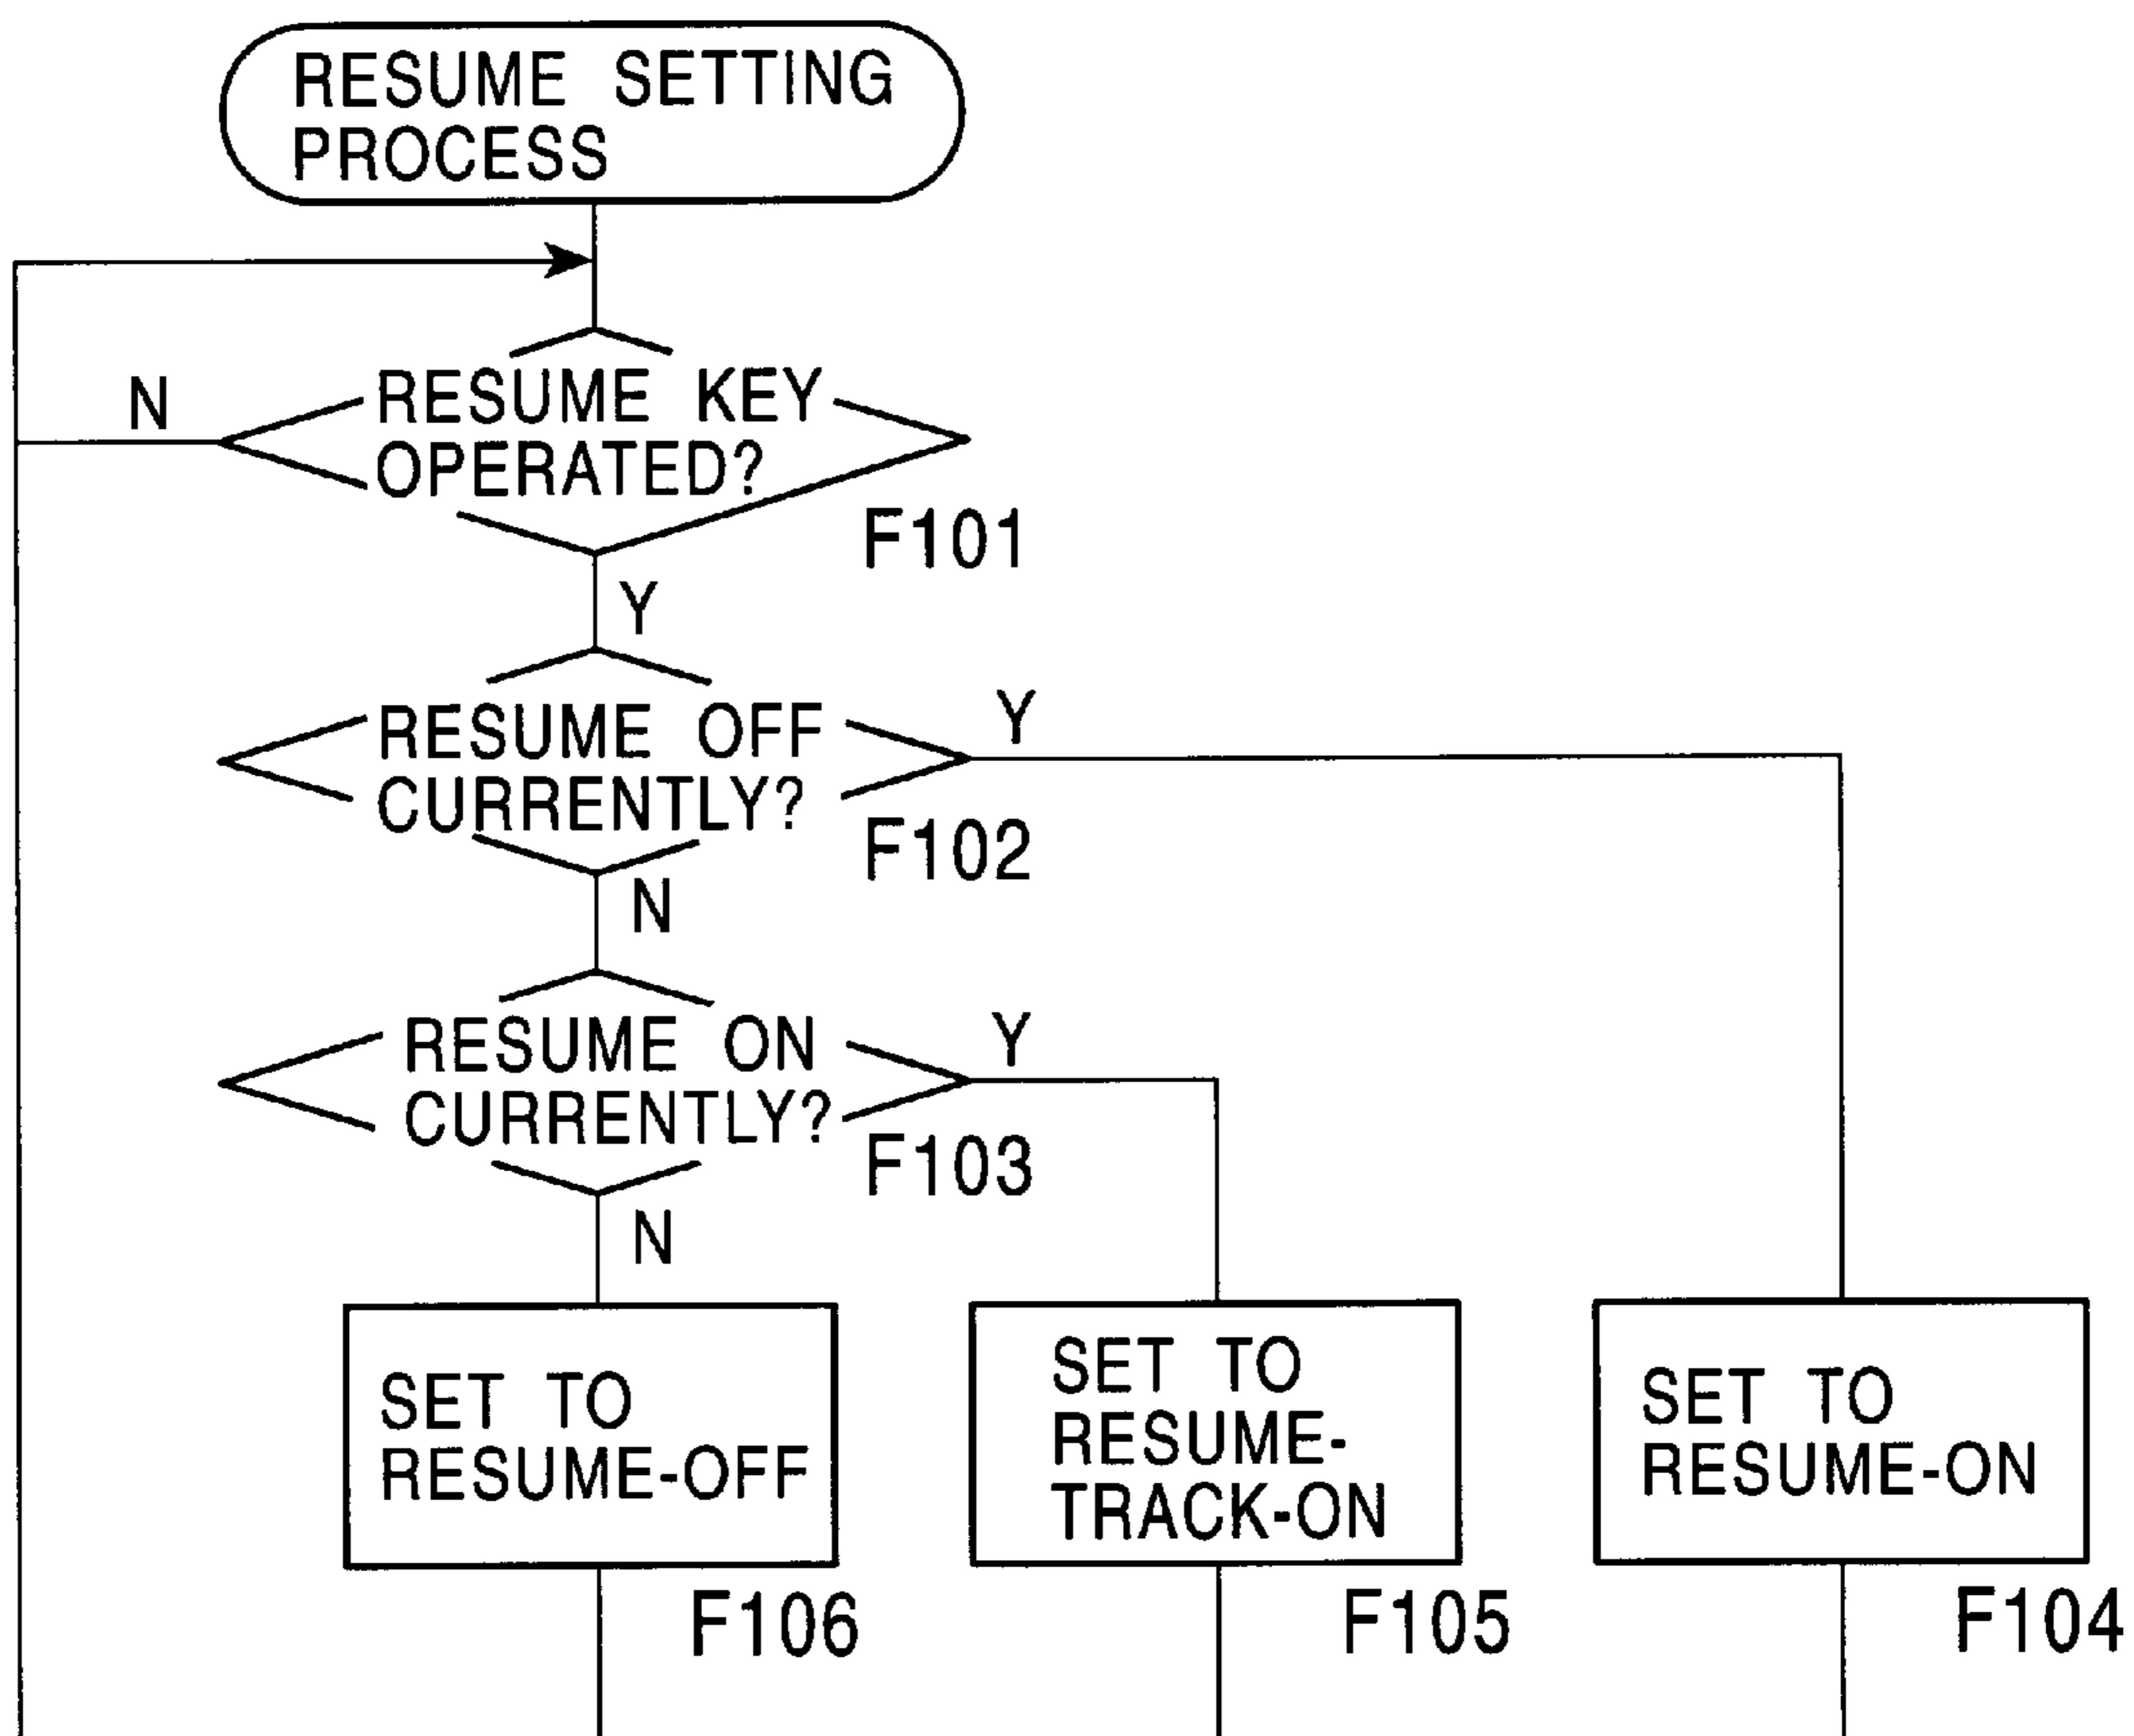 RESUME SETTING
PROCESS
N
RESUME KEY
OPERATED?
F101
Y
RESUME OFF
CURRENTLY?
Y
F102
N
RESUME ON
CURRENTLY?
Y
F103
N
SET TO
RESUME-OFF
F106
SET TO
RESUME-
TRACK-ON
F105
SET TO
RESUME-ON
F104